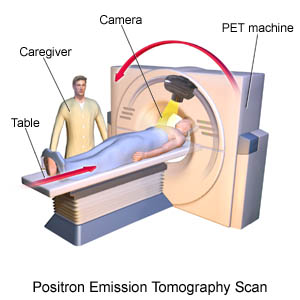 Camera
PET machine
Caregiver
Table
Positron Emission Tomography Scan